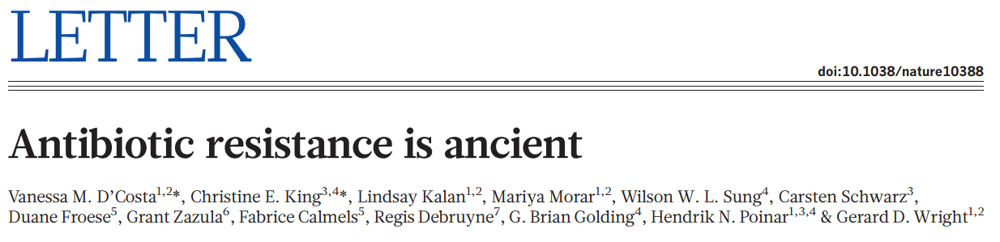 LETTER
doi:10.1038/nature10388
Antibiotic resistance is ancient
Vanessa M. D’Costa1,2*, Christine E. King3,4*, Lindsay Kalan1,2, Mariya Morar1,2, Wilson W. L. Sung4, Carsten Schwarz3,
Duane Froese5, Grant Zazula6, Fabrice Calmels5, Regis Debruyne7, G. Brian Golding4, Hendrik N. Poinar1,3,4 & Gerard D. Wright1,2